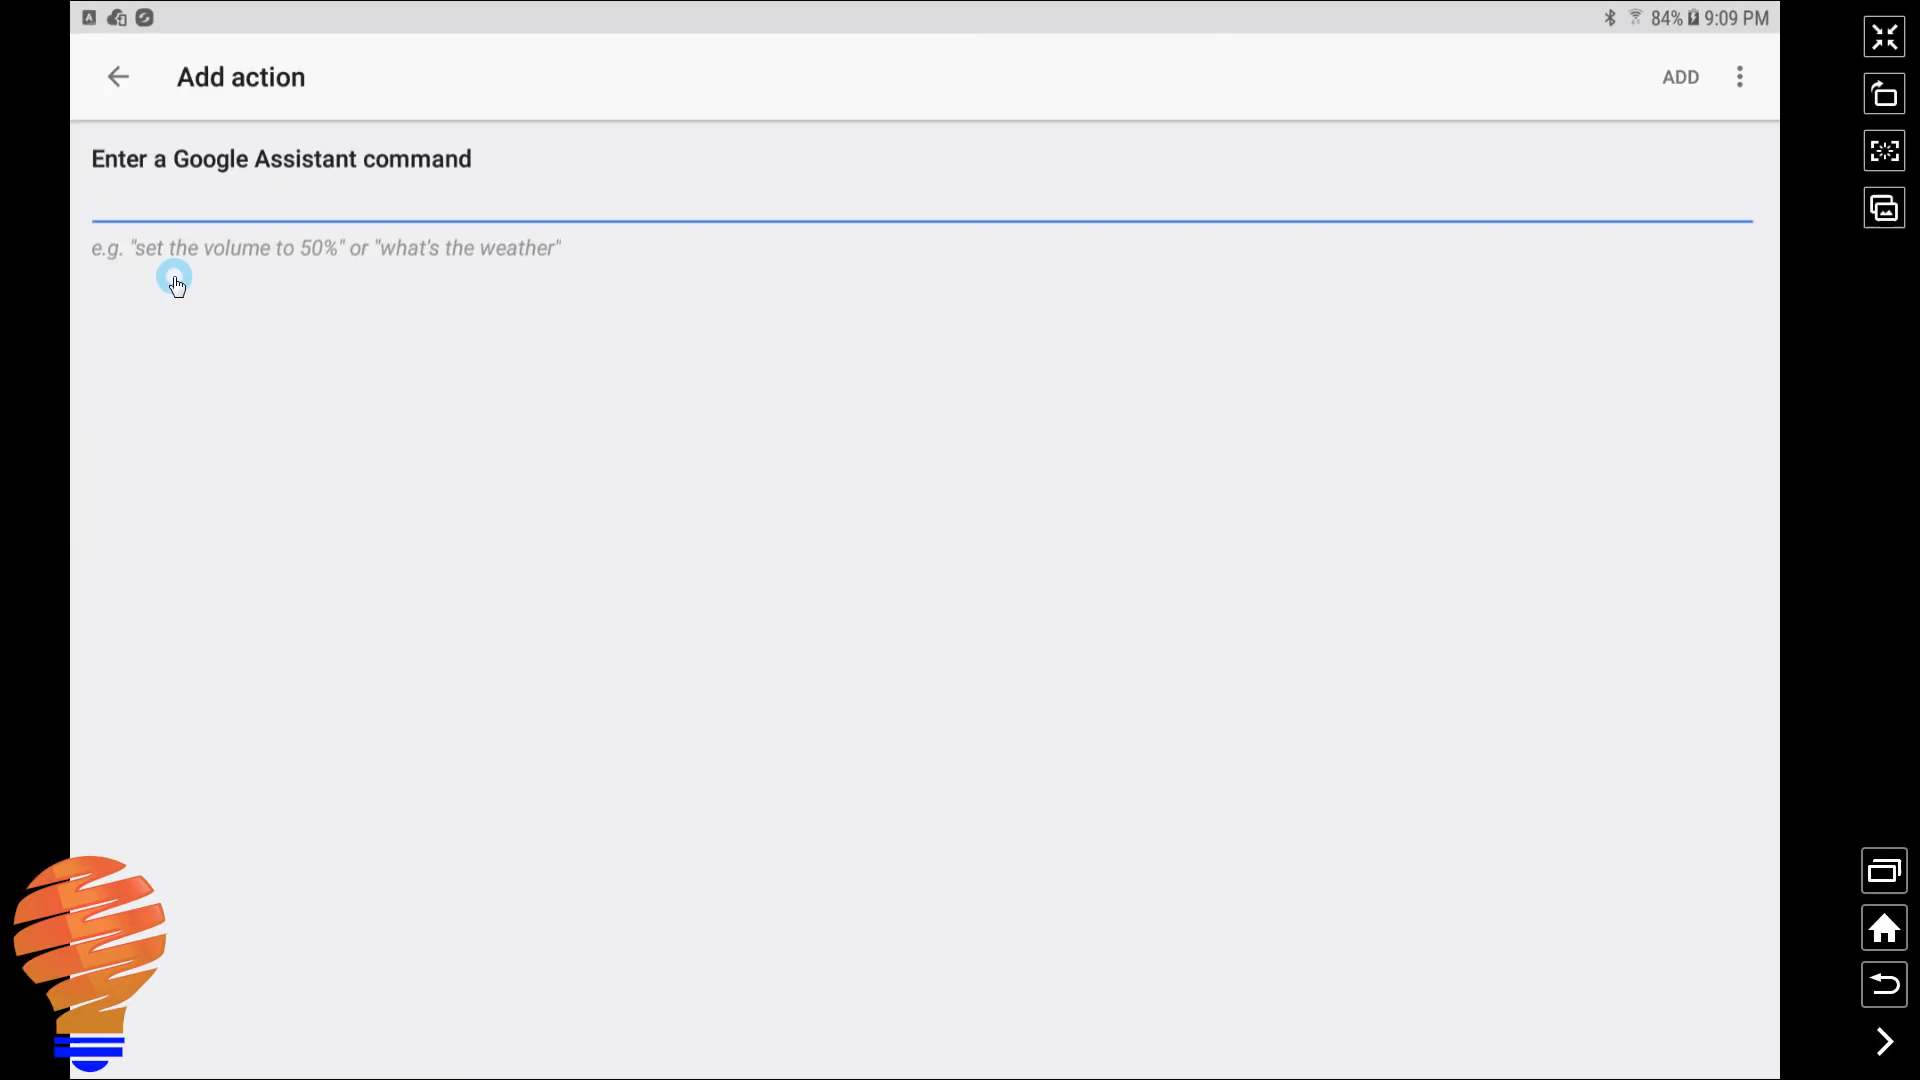 84% 9:09 PM
Add action
ADD
Enter a Google Assistant command
e.g. "set the volume to 50%" or "what's the weather"